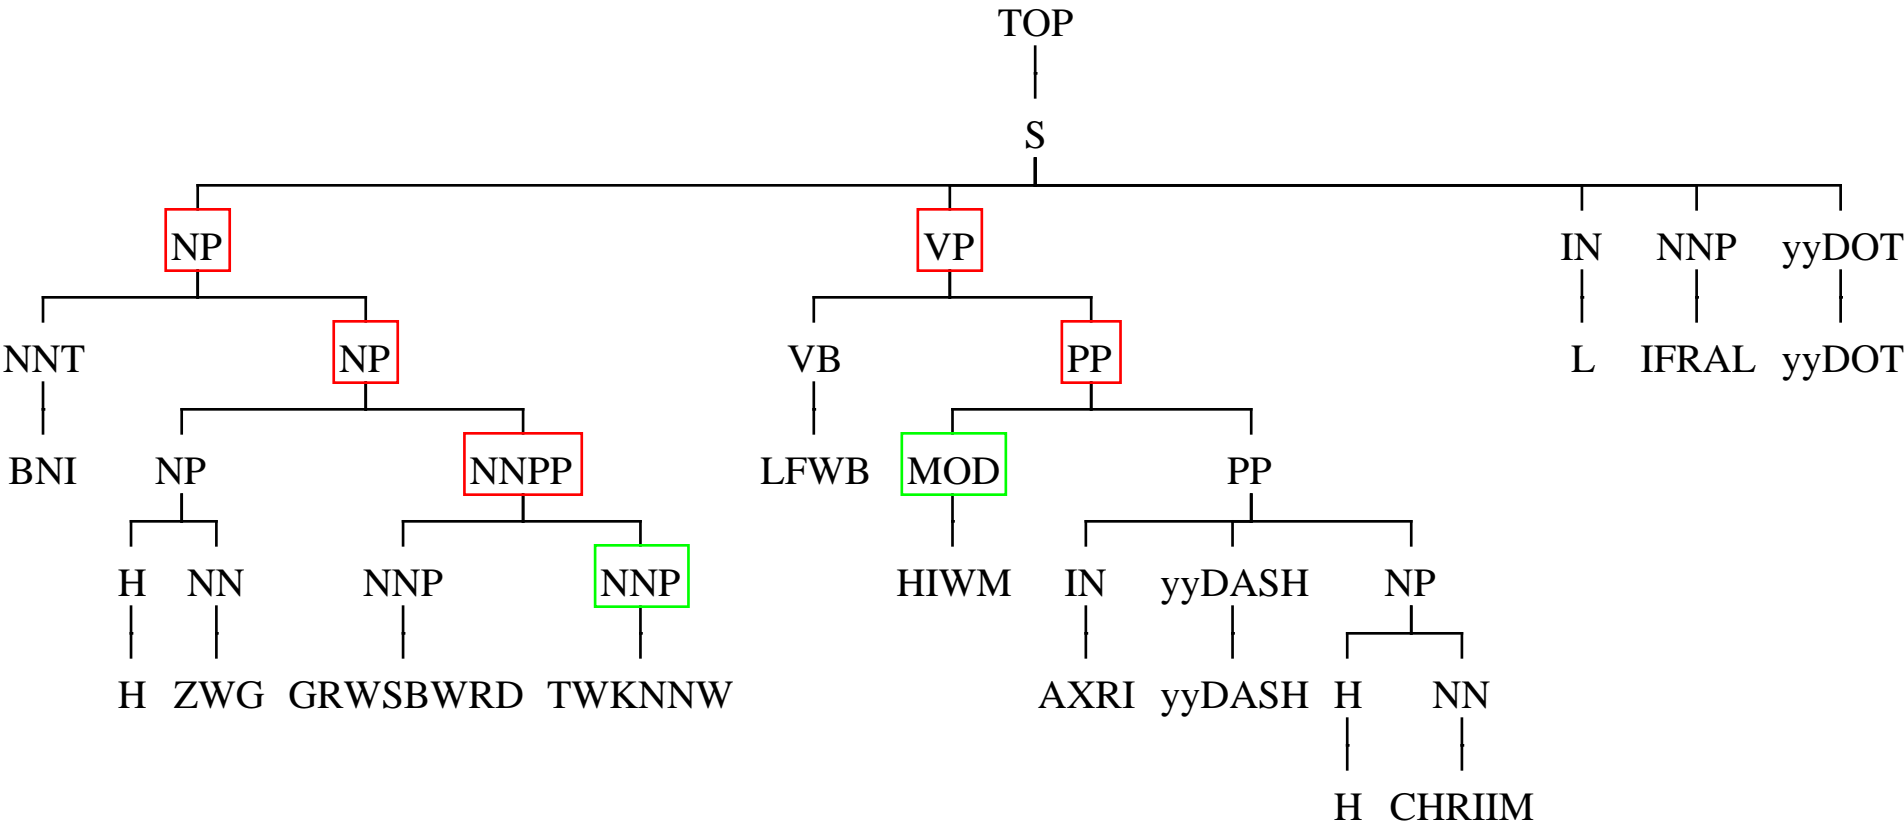 TOP
S
NP VP IN NNP yyDOT
NNT NP VB PP L IFRAL yyDOT
BNI NP NNPP LFWB MOD PP
H NN NNP NNP HIWM IN yyDASH NP
H ZWG GRWSBWRD TWKNNW AXRI yyDASH H NN
H CHRIIM